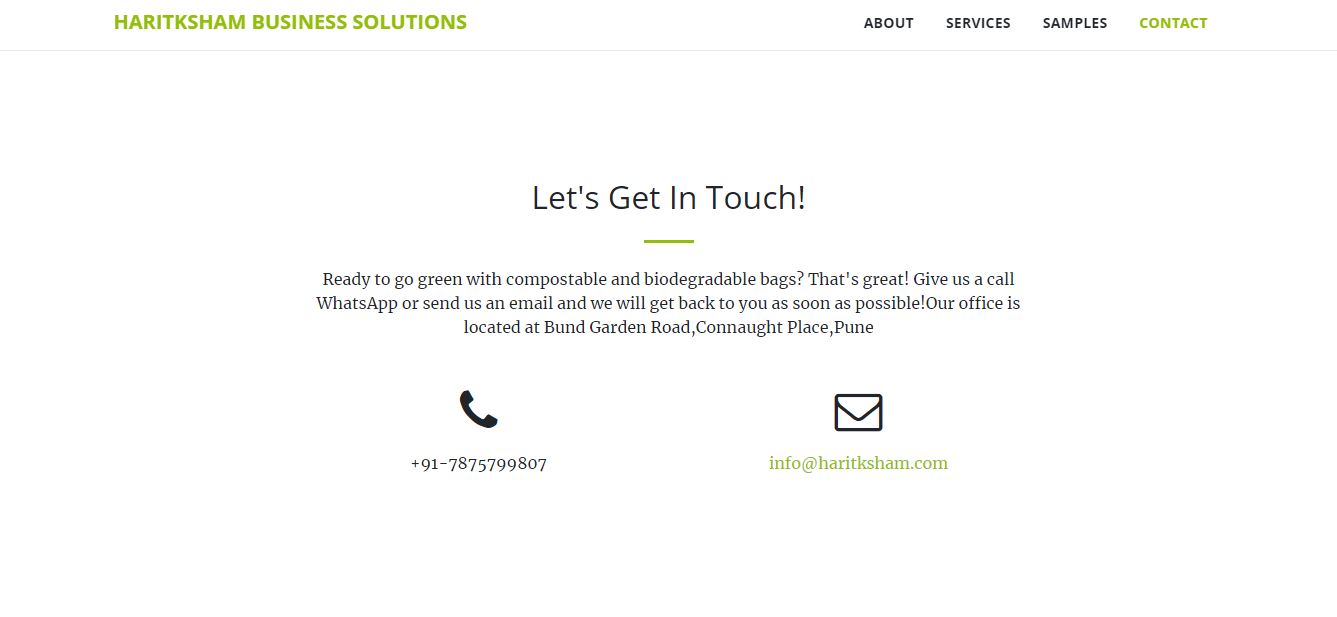 HARITKSHAM BUSINESS SOLUTIONS
ABOUT SERVICES SAMPLES CONTACT
Let's Get In Touch!
Ready to go green with compostable and biodegradable bags? That's great! Give us a call
WhatsApp or send us an email and we will get back to you as soon as possible!Our office is
located at Bund Garden Road,Connaught Place,Pune
+91-7875799807
info@haritksham.com